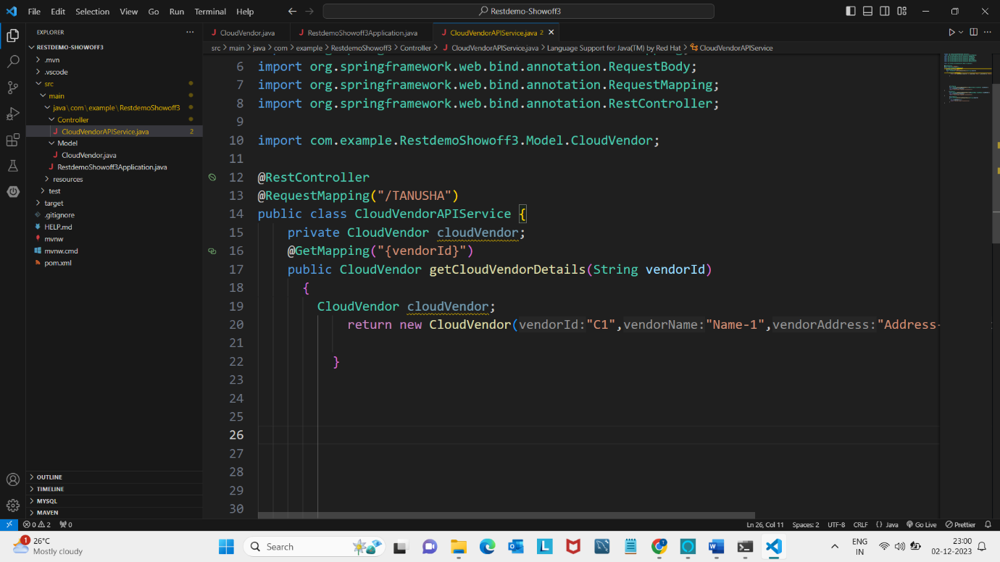 File Edit Selection View Go Run Terminal Help
Restdemo-Showoff3
EXPLORER
RESTDEMO-SHOWOFF3
.mvn
.vscode
src
main
java\com\example\RestdemoShowoff3
Controller
CloudVendorAPIService.java 2
Model
CloudVendor.java
RestdemoShowoff3Application.java
resources
test
target
.gitignore
HELP.md
mvnw
mvnw.cmd
pom.xml
OUTLINE
TIMELINE
MYSQL
MAVEN
CloudVendor.java RestdemoShowoff3Application.java CloudVendorAPIService.java 2
src > main > java > com > example > RestdemoShowoff3 > Controller > CloudVendorAPIService.java > Language Support for Java(TM) by Red Hat > CloudVendorAPIService
6 import org.springframework.web.bind.annotation.RequestBody;
7 import org.springframework.web.bind.annotation.RequestMapping;
8 import org.springframework.web.bind.annotation.RestController;
9
10 import com.example.RestdemoShowoff3.Model.CloudVendor;
11
12 @RestController
13 @RequestMapping("/TANUSHA")
14 public class CloudVendorAPIService {
15 private CloudVendor cloudVendor;
16 @GetMapping("{vendorId}")
17 public CloudVendor getCloudVendorDetails(String vendorId)
18 {
19 CloudVendor cloudVendor;
20 return new CloudVendor(vendorId:"C1",vendorName:"Name-1",vendorAddress:"Address-
21
22 }
23
24
25
26
27
28
29
30
0 2 0 Ln 26, Col 11 Spaces: 2 UTF-8 CRLF {} Java Go Live Prettier
1
26°C
Mostly cloudy
Search
ENG
IN
23:00
02-12-2023